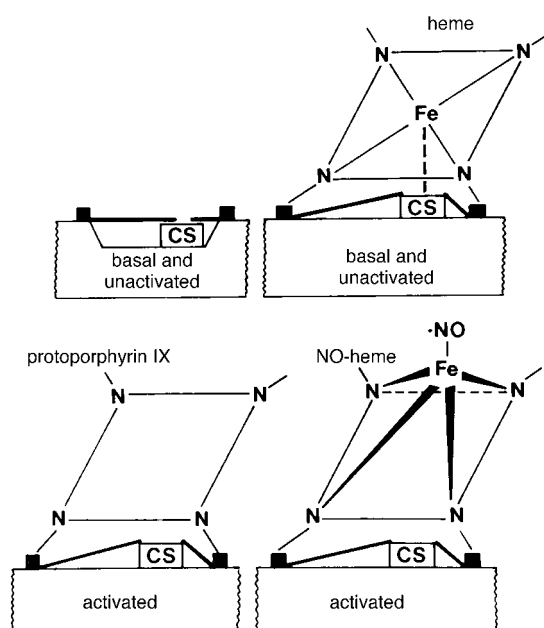 heme
N N
Fe
N N
CS
basal and
unactivated
CS
basal and
unactivated
protoporphyrin IX
N N
N N
CS
activated
·NO
NO-heme
Fe
N N
N N
CS
activated